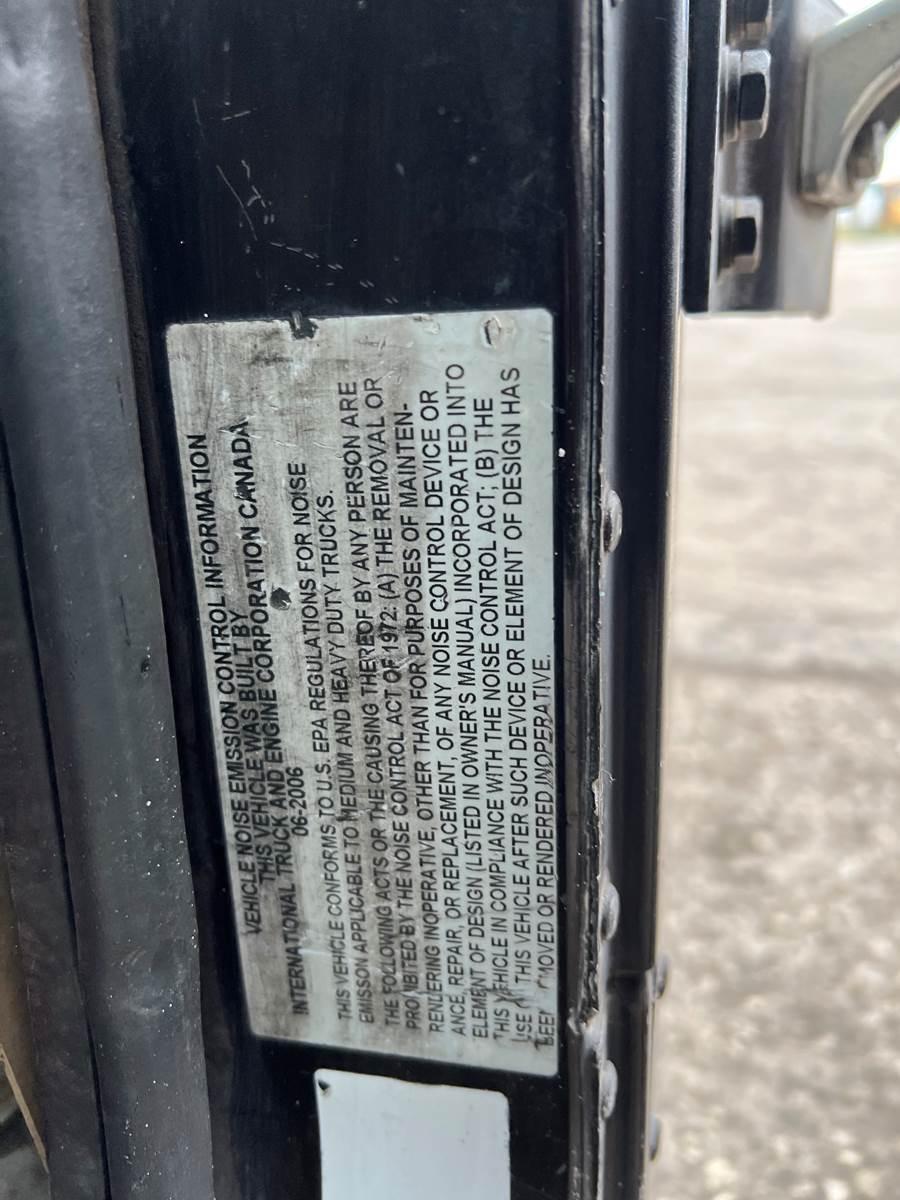 VEHICLE NOISE EMISSION CONTROL INFORMATION
THIS VEHICLE WAS BUILT BY
INTERNATIONAL TRUCK AND ENGINE CORPORATION CANADA
06-2006
THIS VEHICLE CONFORMS TO U.S. EPA REGULATIONS FOR NOISE
EMISSON APPLICABLE TO MEDIUM AND HEAVY DUTY TRUCKS.
THE FOLLOWING ACTS OR THE CAUSING THEREOF BY ANY PERSON ARE
PROHIBITED BY THE NOISE CONTROL ACT OF 1972: (A) THE REMOVAL OR
RENDERING INOPERATIVE, OTHER THAN FOR PURPOSES OF MAINTEN-
ANCE, REPAIR, OR REPLACEMENT, OF ANY NOISE CONTROL DEVICE OR
ELEMENT OF DESIGN (LISTED IN OWNER'S MANUAL) INCORPORATED INTO
THIS VEHICLE IN COMPLIANCE WITH THE NOISE CONTROL ACT; (B) THE
USE OF THIS VEHICLE AFTER SUCH DEVICE OR ELEMENT OF DESIGN HAS
BEEN REMOVED OR RENDERED INOPERATIVE.